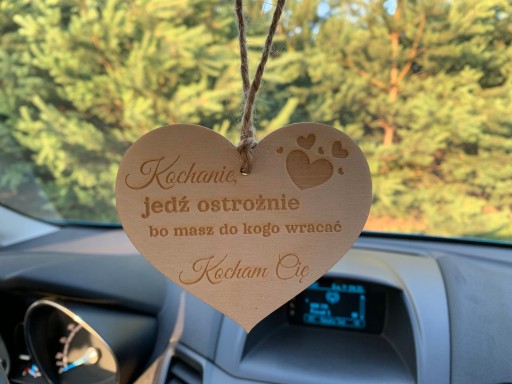 Kochanie,
jedź ostrożnie
bo masz do kogo wracać
Kocham Cię